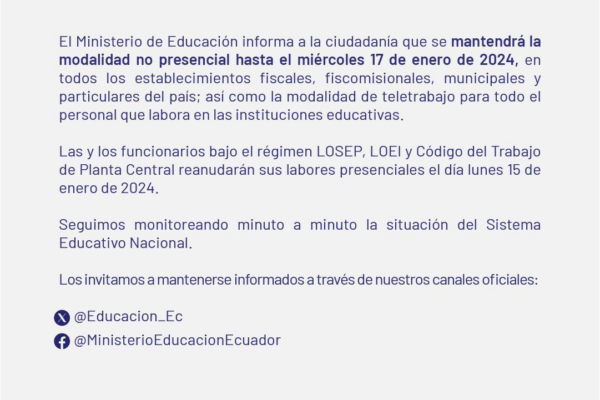 El Ministerio de Educación informa a la ciudadanía que se mantendrá la
modalidad no presencial hasta el miércoles 17 de enero de 2024, en
todos los establecimientos fiscales, fiscomisionales, municipales y
particulares del país; así como la modalidad de teletrabajo para todo el
personal que labora en las instituciones educativas.
Las y los funcionarios bajo el régimen LOSEP, LOEI y Código del Trabajo
de Planta Central reanudarán sus labores presenciales el día lunes 15 de
enero de 2024.
Seguimos monitoreando minuto a minuto la situación del Sistema
Educativo Nacional.
Los invitamos a mantenerse informados a través de nuestros canales oficiales:
@Educacion_Ec
@MinisterioEducacionEcuador